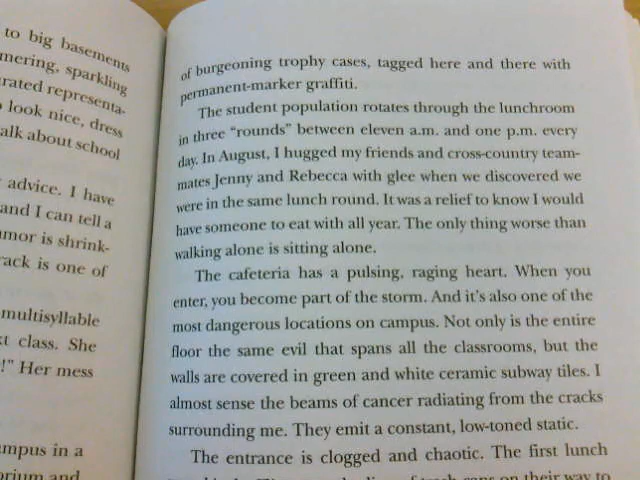 to big basements
mering, sparkling
rated representa-
look nice, dress
alk about school
advice. I have
and I can tell a
mor is shrink-
rack is one of
multisyllable
t class. She
!" Her mess
mpus in a
orium and
of burgeoning trophy cases, tagged here and there with
permanent-marker graffiti.
The student population rotates through the lunchroom
in three “rounds” between eleven a.m. and one p.m. every
day. In August, I hugged my friends and cross-country team-
mates Jenny and Rebecca with glee when we discovered we
were in the same lunch round. It was a relief to know I would
have someone to eat with all year. The only thing worse than
walking alone is sitting alone.
The cafeteria has a pulsing, raging heart. When you
enter, you become part of the storm. And it’s also one of the
most dangerous locations on campus. Not only is the entire
floor the same evil that spans all the classrooms, but the
walls are covered in green and white ceramic subway tiles. I
almost sense the beams of cancer radiating from the cracks
surrounding me. They emit a constant, low-toned static.
The entrance is clogged and chaotic. The first lunch
trash cans on their way to